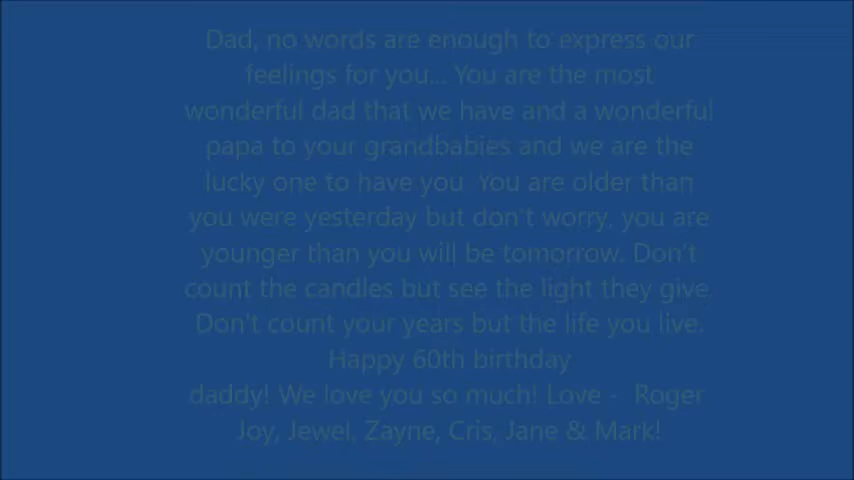 Dad, no words are enough to express our
feelings for you... You are the most
wonderful dad that we have and a wonderful
papa to your grandbabies and we are the
lucky one to have you. You are older than
you were yesterday but don't worry, you are
younger than you will be tomorrow. Don't
count the candles but see the light they give.
Don't count your years but the life you live.
Happy 60th birthday
daddy! We love you so much! Love - Roger
Joy, Jewel, Zayne, Cris, Jane & Mark!